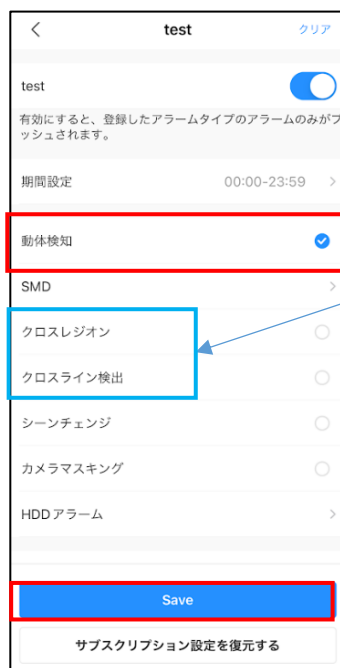 test
クリア
test
有効にすると、登録したアラームタイプのアラームのみがプ
ッシュされます。
期間設定 00:00-23:59
動体検知
SMD
クロスレジオン
クロスライン検出
シーンチェンジ
カメラマスキング
HDDアラーム
Save
サブスクリプション設定を復元する